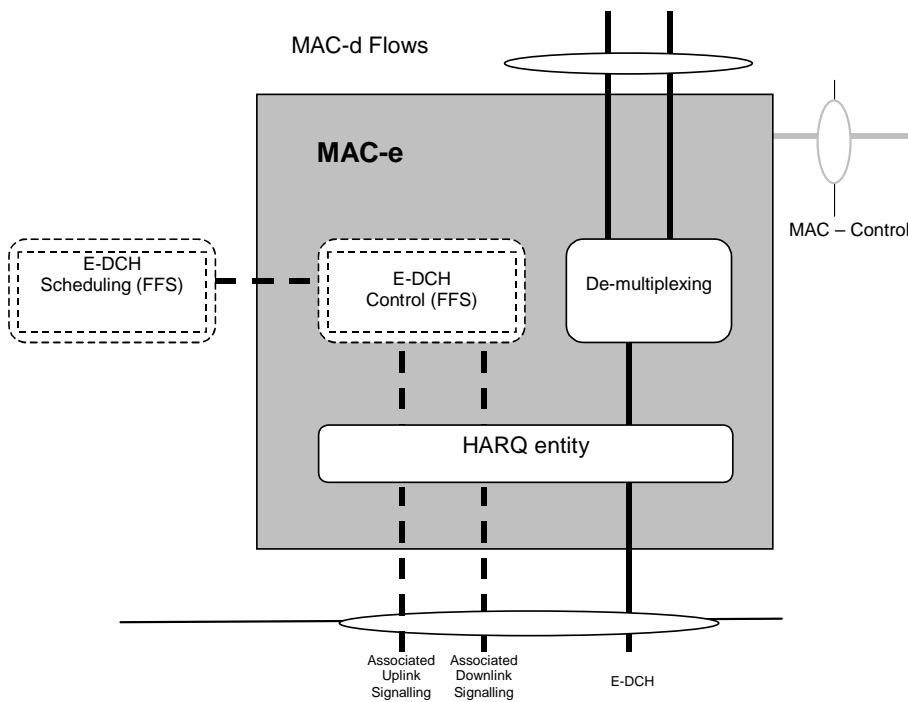 MAC-d Flows
MAC-e
MAC – Control
E-DCH
Scheduling (FFS)
E-DCH
Control (FFS)
De-multiplexing
HARQ entity
Associated
Uplink
Signalling
Associated
Downlink
Signalling
E-DCH